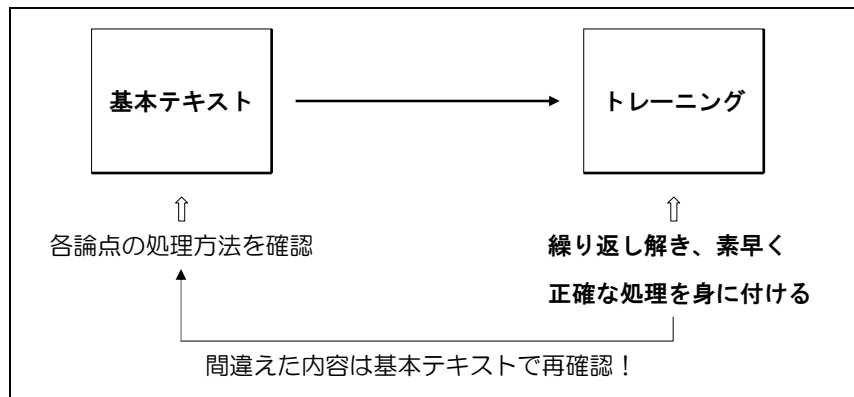 基本テキスト
トレーニング
⇧
⇧
各論点の処理方法を確認
繰り返し解き、素早く
正確な処理を身に付ける
間違えた内容は基本テキストで再確認！